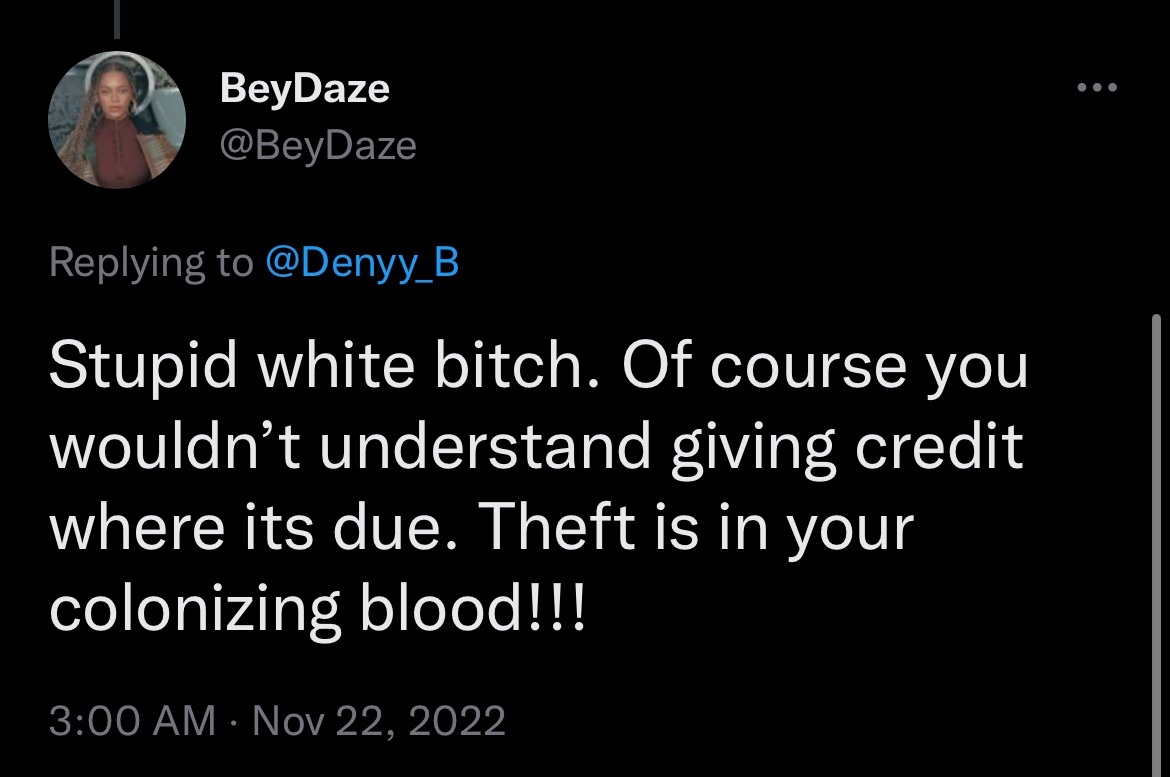 BeyDaze
@BeyDaze
Replying to @Denyy_B
Stupid white bitch. Of course you
wouldn’t understand giving credit
where its due. Theft is in your
colonizing blood!!!
3:00 AM · Nov 22, 2022